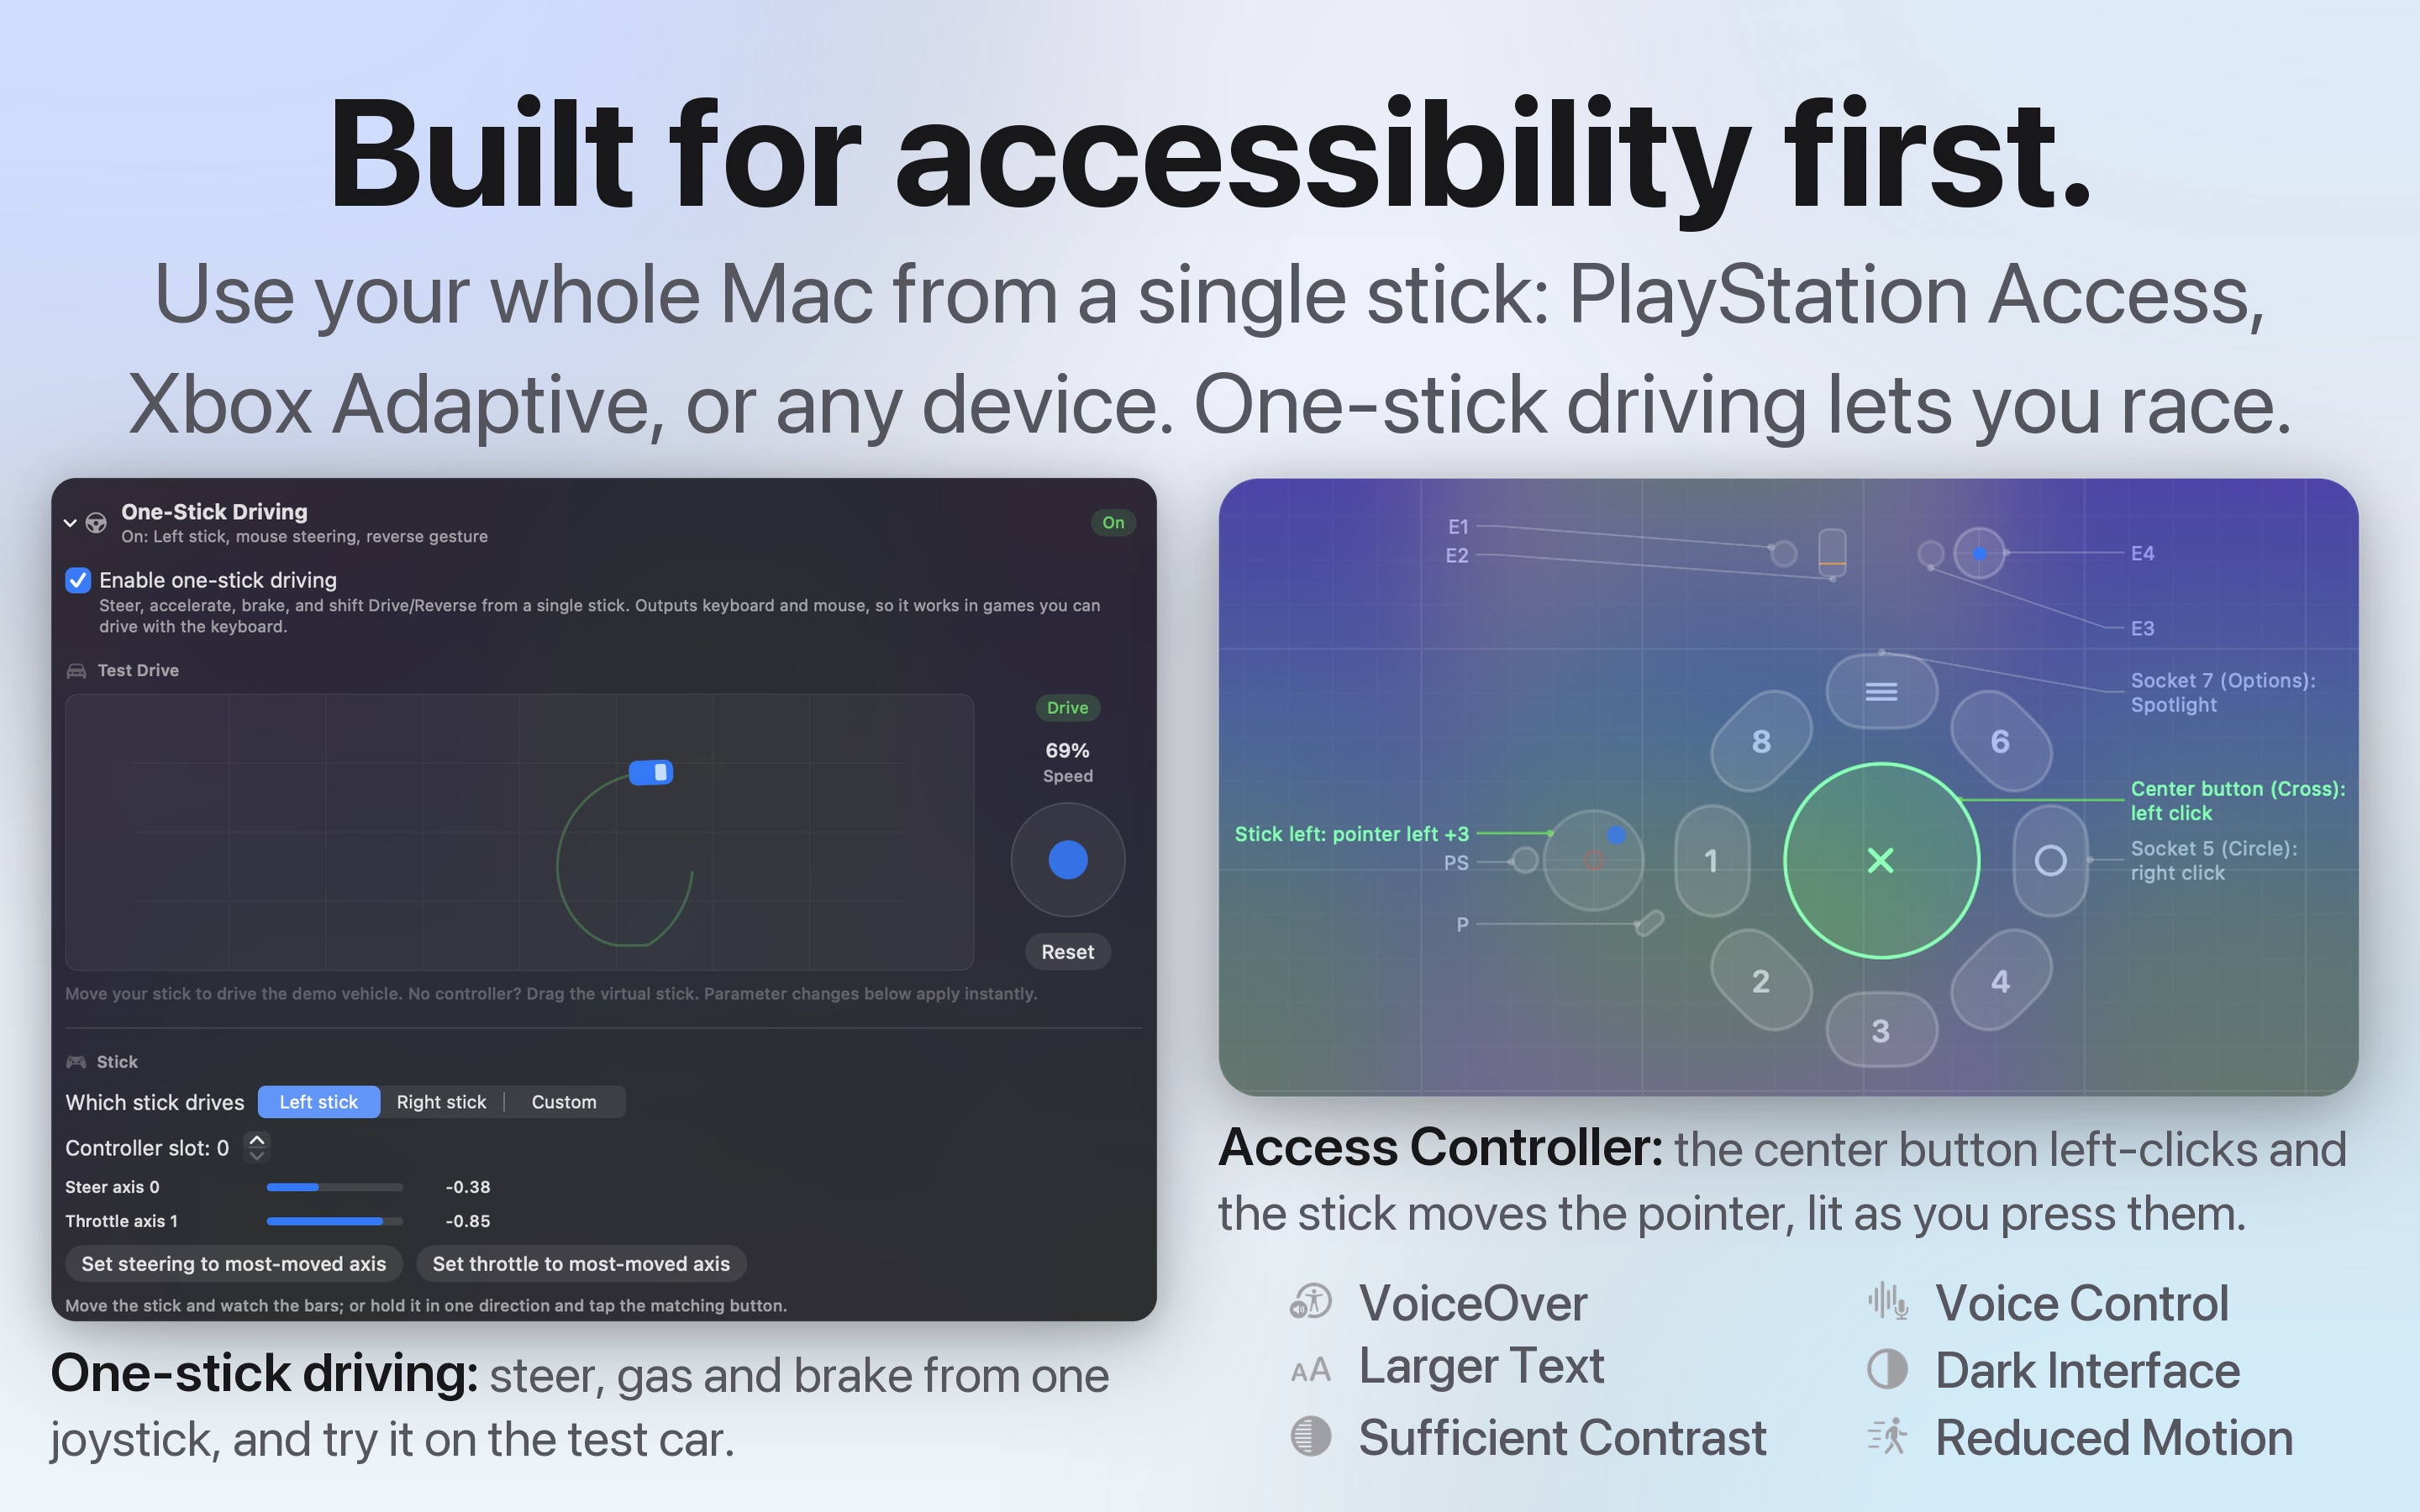 Built for accessibility first.
Use your whole Mac from a single stick: PlayStation Access,
Xbox Adaptive, or any device. One-stick driving lets you race.
One-Stick Driving
On: Left stick, mouse steering, reverse gesture
On
Enable one-stick driving
Steer, accelerate, brake, and shift Drive/Reverse from a single stick. Outputs keyboard and mouse, so it works in games you can
drive with the keyboard.
Test Drive
Drive
69%
Speed
Reset
Move your stick to drive the demo vehicle. No controller? Drag the virtual stick. Parameter changes below apply instantly.
Stick
Which stick drives Left stick Right stick Custom
Controller slot: 0
Steer axis 0 -0.38
Throttle axis 1 -0.85
Set steering to most-moved axis Set throttle to most-moved axis
Move the stick and watch the bars; or hold it in one direction and tap the matching button.
One-stick driving: steer, gas and brake from one
joystick, and try it on the test car.
E1
E2
E4
E3
Socket 7 (Options):
Spotlight
8
6
Center button (Cross):
left click
Stick left: pointer left +3
PS
1
Socket 5 (Circle):
right click
P
2
4
3
Access Controller: the center button left-clicks and
the stick moves the pointer, lit as you press them.
VoiceOver
Voice Control
AA Larger Text
Dark Interface
Sufficient Contrast
Reduced Motion